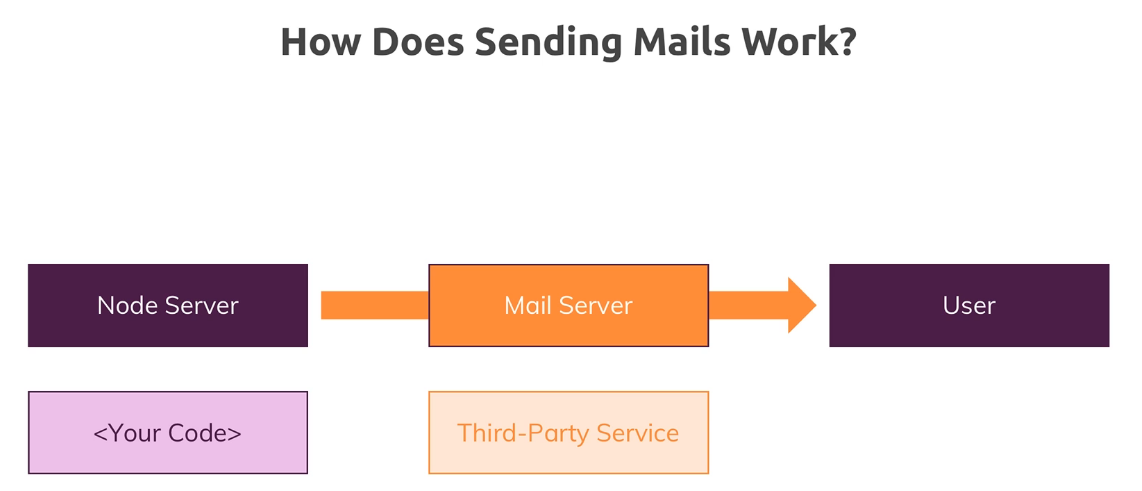 How Does Sending Mails Work?
Node Server
Mail Server
User
<Your Code>
Third-Party Service